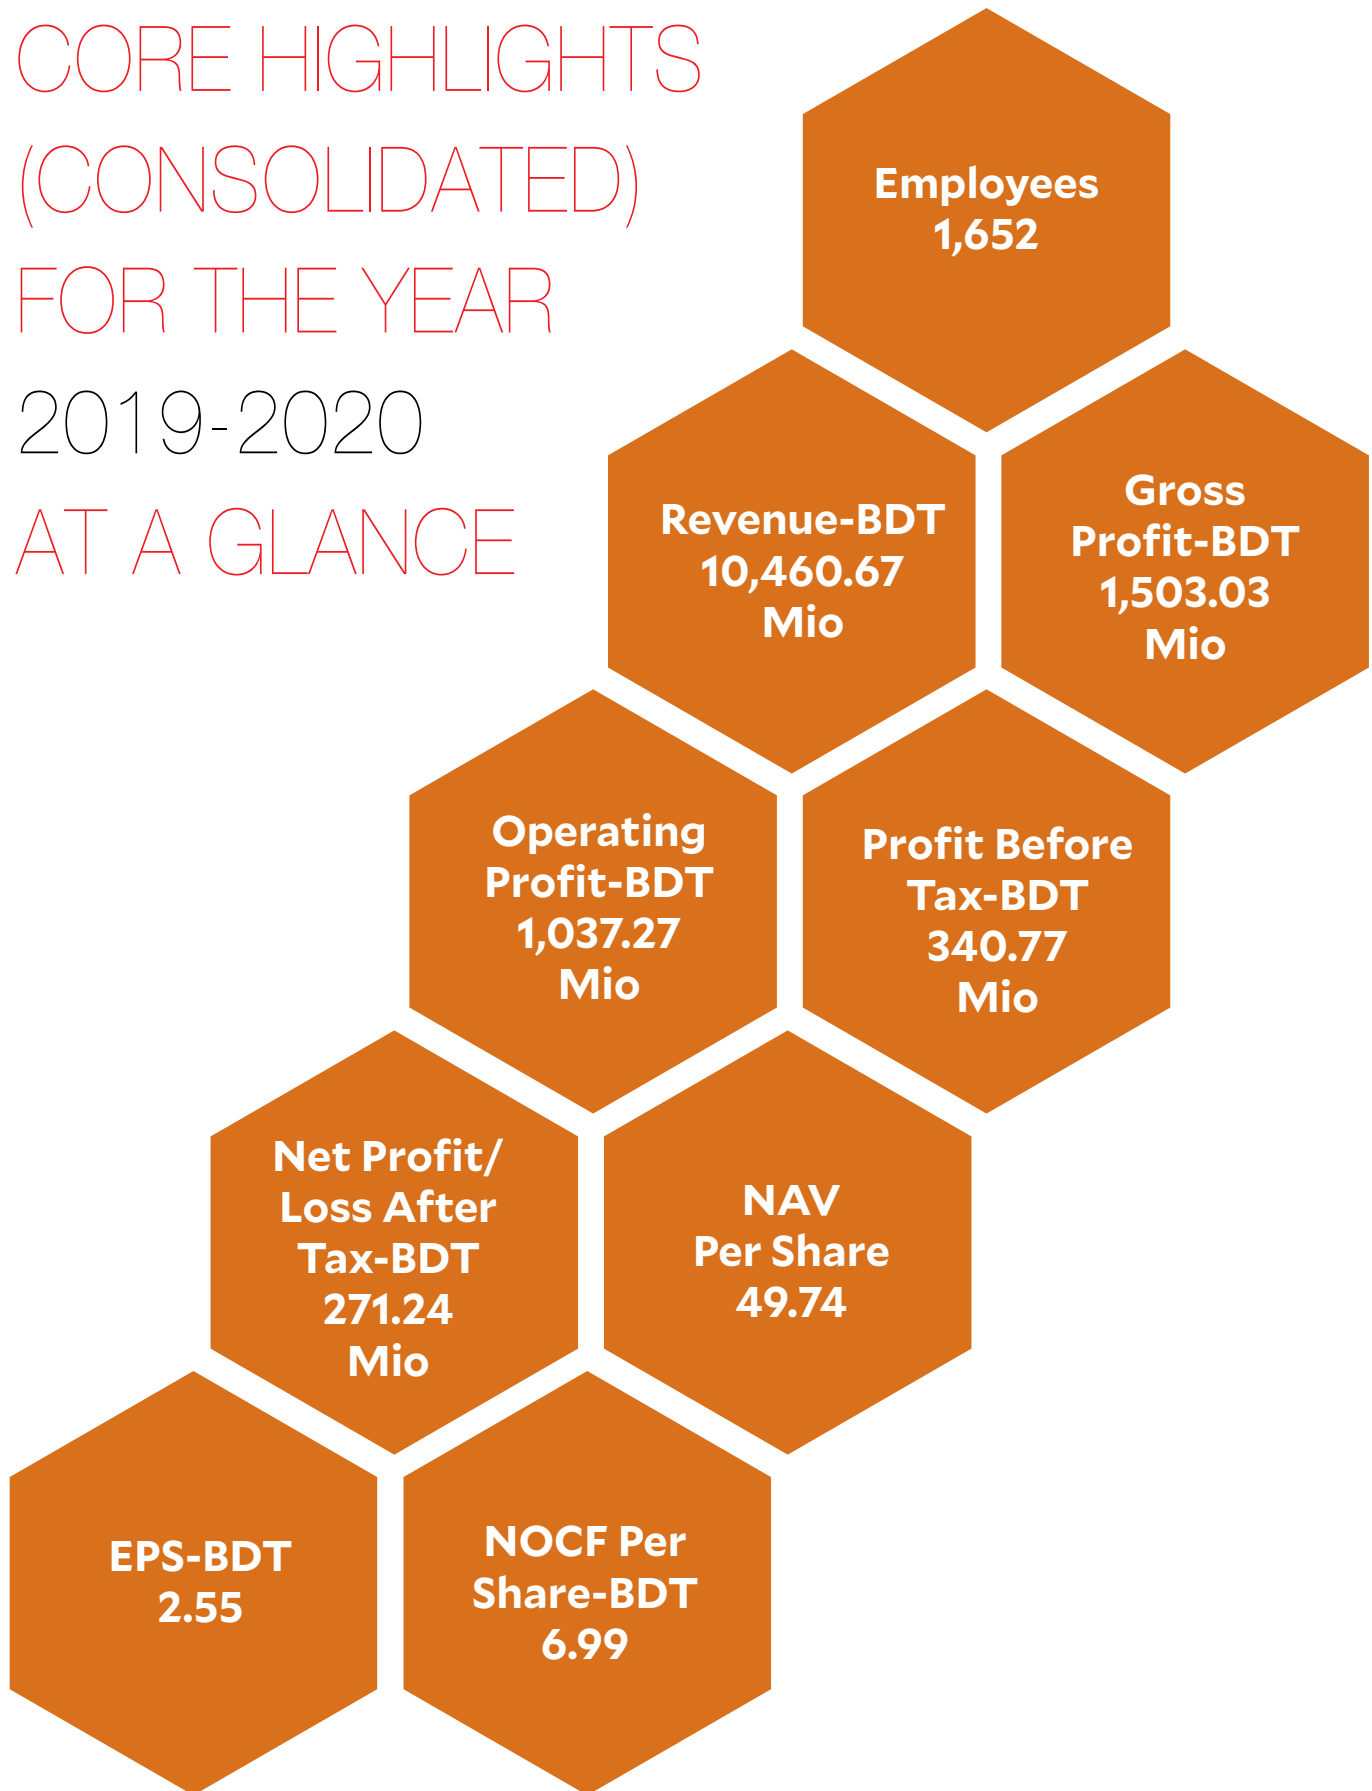 CORE HIGHLIGHTS
(CONSOLIDATED)
FOR THE YEAR
2019-2020
AT A GLANCE
Employees
1,652
Revenue-BDT
10,460.67
Mio
Gross
Profit-BDT
1,503.03
Mio
Operating
Profit-BDT
1,037.27
Mio
Profit Before
Tax-BDT
340.77
Mio
Net Profit/
Loss After
Tax-BDT
271.24
Mio
NAV
Per Share
49.74
EPS-BDT
2.55
NOCF Per
Share-BDT
6.99